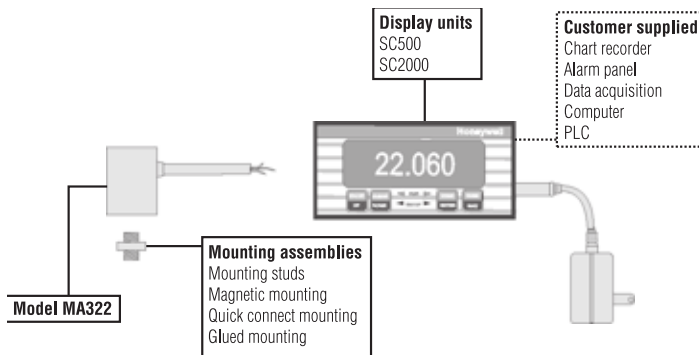 Display units
SC500
SC2000
Customer supplied
Chart recorder
Alarm panel
Data acquisition
Computer
PLC
Honeywell
22.060
Mounting assemblies
Mounting studs
Magnetic mounting
Quick connect mounting
Glued mounting
Model MA322